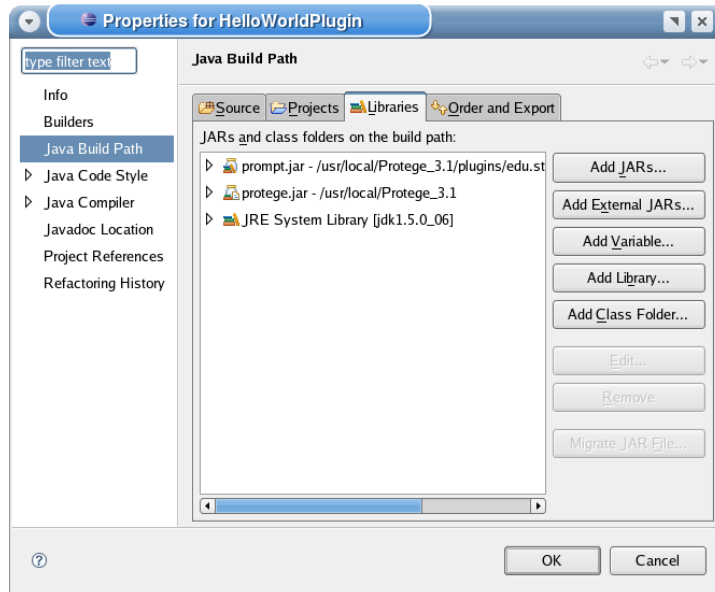 Properties for HelloWorldPlugin
type filter text
Info
Builders
Java Build Path
Java Code Style
Java Compiler
Javadoc Location
Project References
Refactoring History
Java Build Path
Source Projects Libraries Order and Export
JARs and class folders on the build path:
prompt.jar - /usr/local/Protege_3.1/plugins/edu.st
protege.jar - /usr/local/Protege_3.1
JRE System Library [jdk1.5.0_06]
Add JARs...
Add External JARs...
Add Variable...
Add Library...
Add Class Folder...
Edit...
Remove
Migrate JAR File...
?
OK Cancel